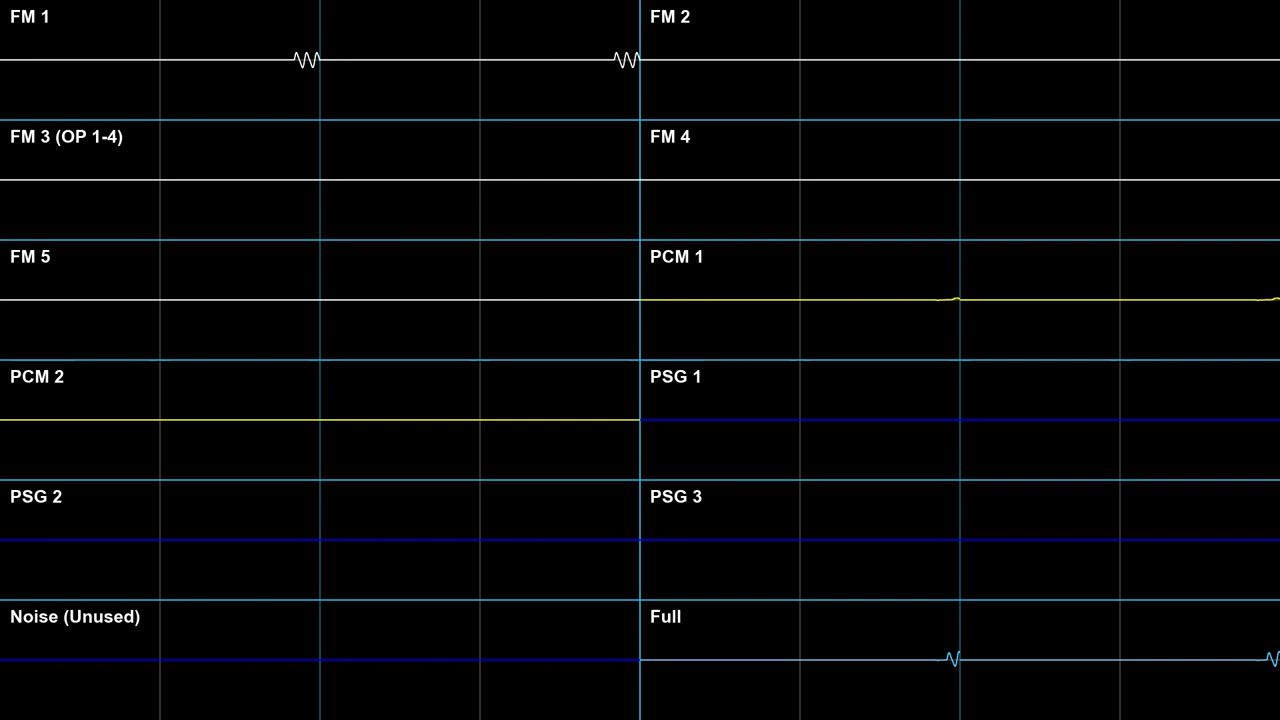 FM 1
FM 2
FM 3 (OP 1-4)
FM 4
FM 5
PCM 1
PCM 2
PSG 1
PSG 2
PSG 3
Noise (Unused)
Full